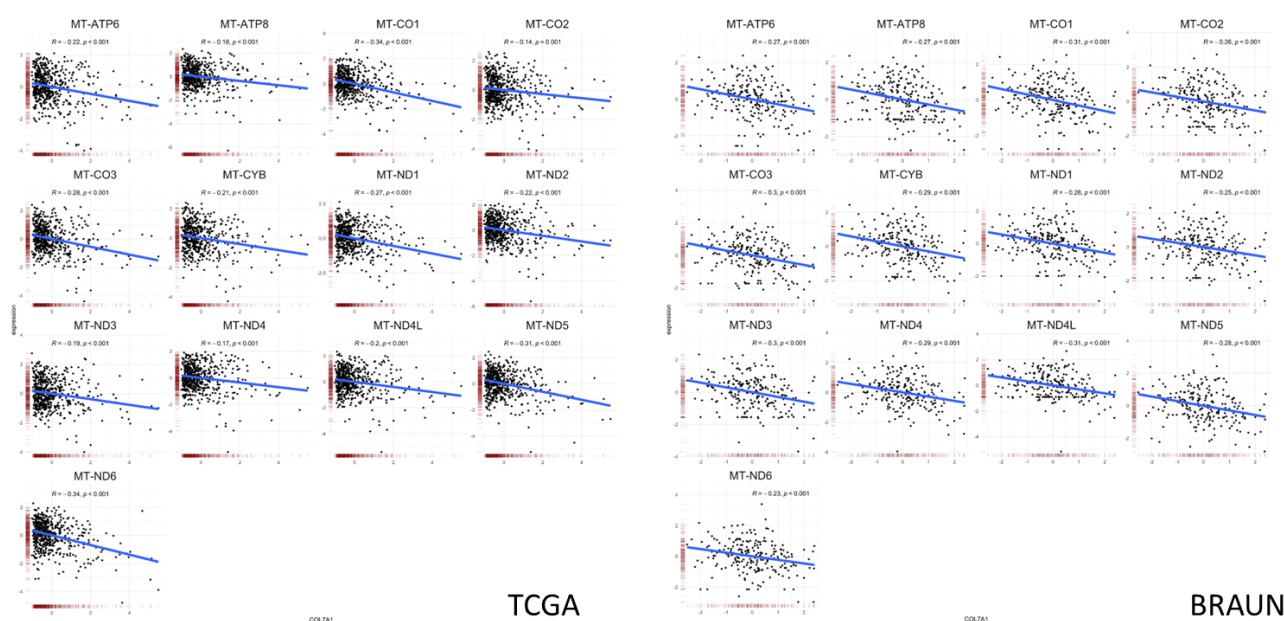 MT-ATP6 MT-ATP8 MT-CO1 MT-CO2
R = −0.22, p < 0.001 R = −0.18, p < 0.001 R = −0.34, p < 0.001 R = −0.14, p < 0.001
MT-CO3 MT-CYB MT-ND1 MT-ND2
R = −0.28, p < 0.001 R = −0.21, p < 0.001 R = −0.27, p < 0.001 R = −0.22, p < 0.001
MT-ND3 MT-ND4 MT-ND4L MT-ND5
R = −0.19, p < 0.001 R = −0.17, p < 0.001 R = −0.2, p < 0.001 R = −0.31, p < 0.001
MT-ND6
R = −0.34, p < 0.001
expression
COL7A1
TCGA
MT-ATP6 MT-ATP8 MT-CO1 MT-CO2
R = −0.27, p < 0.001 R = −0.27, p < 0.001 R = −0.31, p < 0.001 R = −0.26, p < 0.001
MT-CO3 MT-CYB MT-ND1 MT-ND2
R = −0.3, p < 0.001 R = −0.29, p < 0.001 R = −0.28, p < 0.001 R = −0.25, p < 0.001
MT-ND3 MT-ND4 MT-ND4L MT-ND5
R = −0.3, p < 0.001 R = −0.29, p < 0.001 R = −0.31, p < 0.001 R = −0.28, p < 0.001
MT-ND6
R = −0.23, p < 0.001
expression
COL7A1
BRAUN